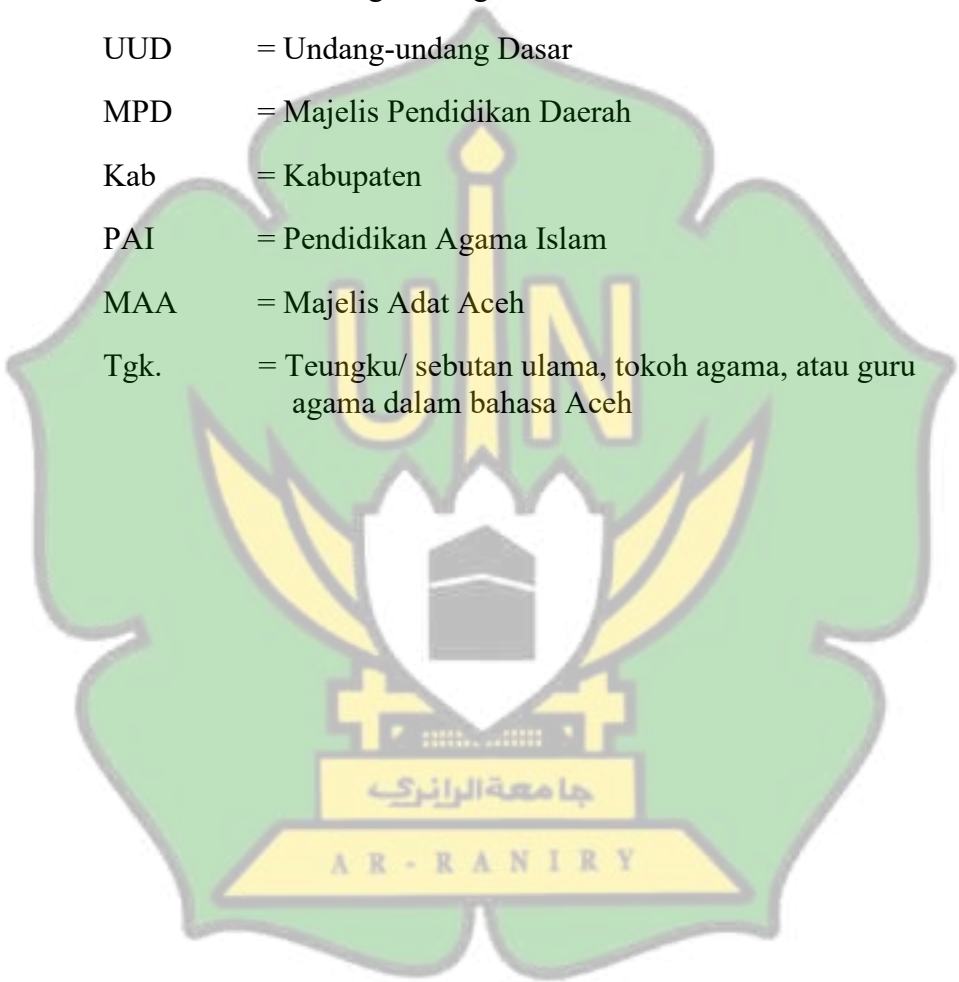 UUD = Undang-undang Dasar
MPD = Majelis Pendidikan Daerah
Kab = Kabupaten
PAI = Pendidikan Agama Islam
MAA = Majelis Adat Aceh
Tgk. = Teungku/ sebutan ulama, tokoh agama, atau guru
agama dalam bahasa Aceh
UIN
جامعة الرانري
AR-RANIRY